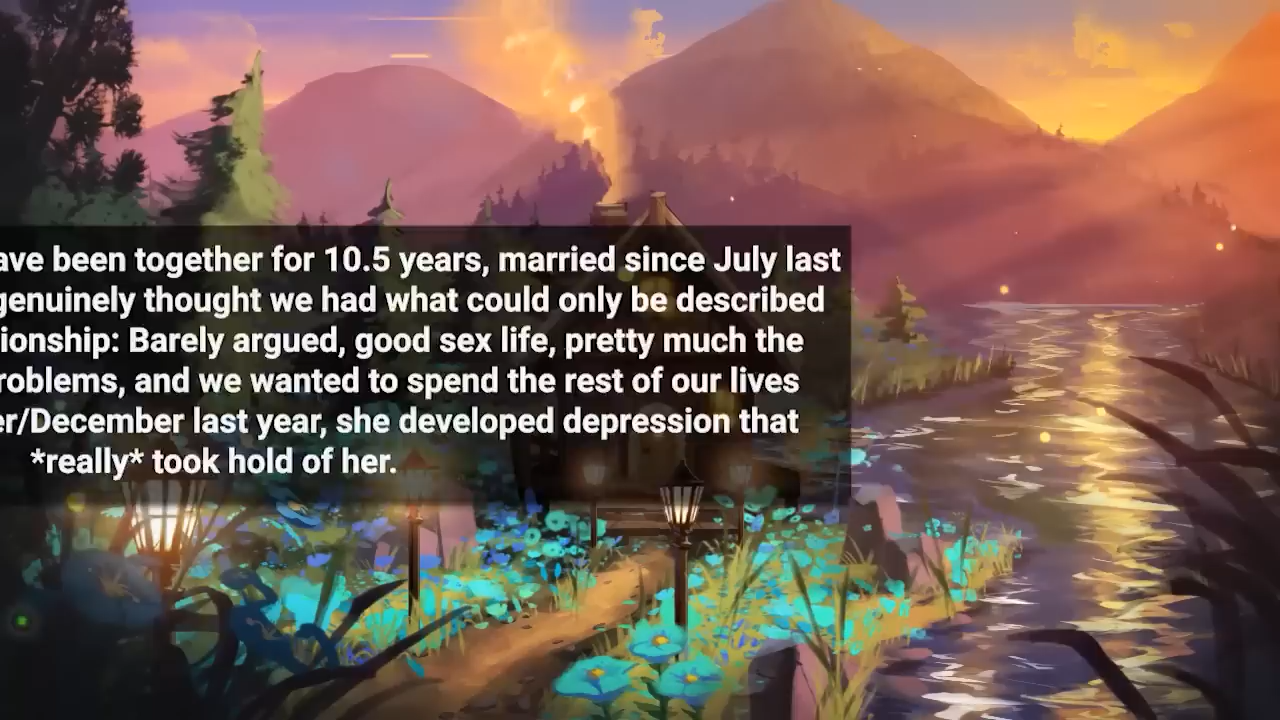 ave been together for 10.5 years, married since July last
genuinely thought we had what could only be described
ionship: Barely argued, good sex life, pretty much the
roblems, and we wanted to spend the rest of our lives
er/December last year, she developed depression that
*really* took hold of her.